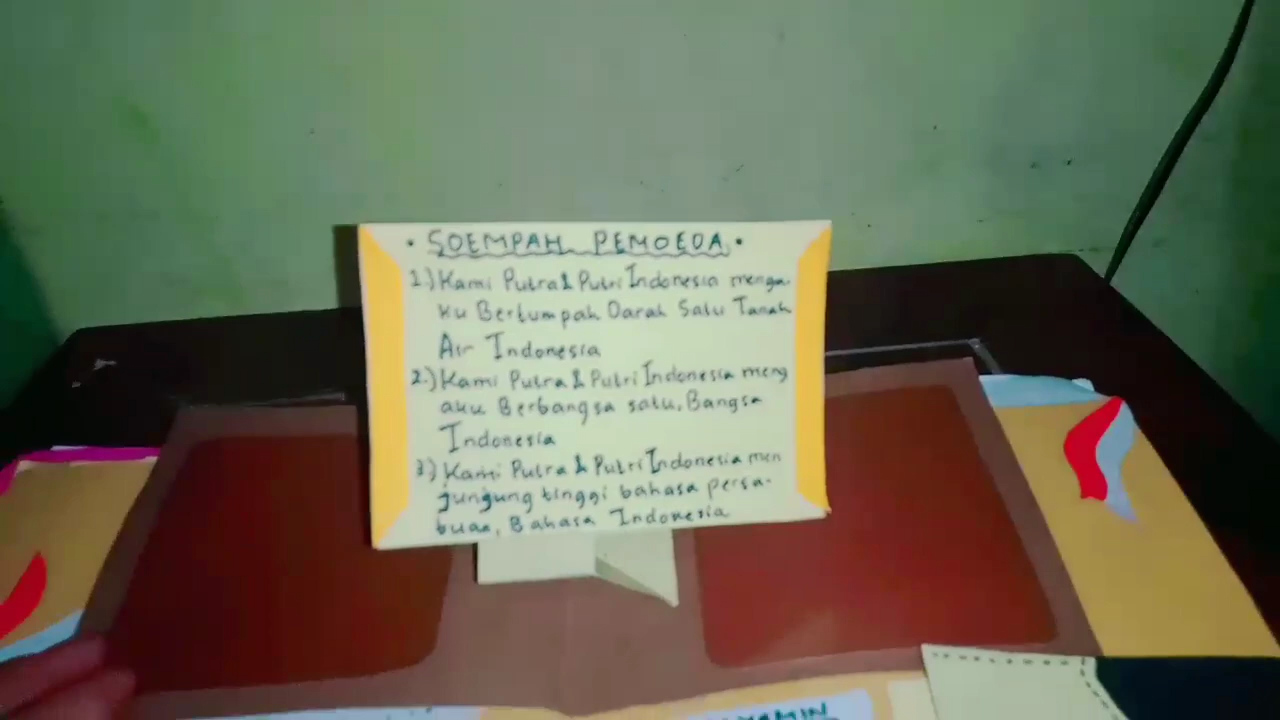 • SOEMPAH PEMOEDA •
1.) Kami Putra & Putri Indonesia menga-
ku Bertumpah Darah Satu Tanah
Air Indonesia
2.) Kami Putra & Putri Indonesia meng
aku Berbangsa satu, Bangsa
Indonesia
3.) Kami Putra & Putri Indonesia men
junjung tinggi bahasa persa-
buan, Bahasa Indonesia